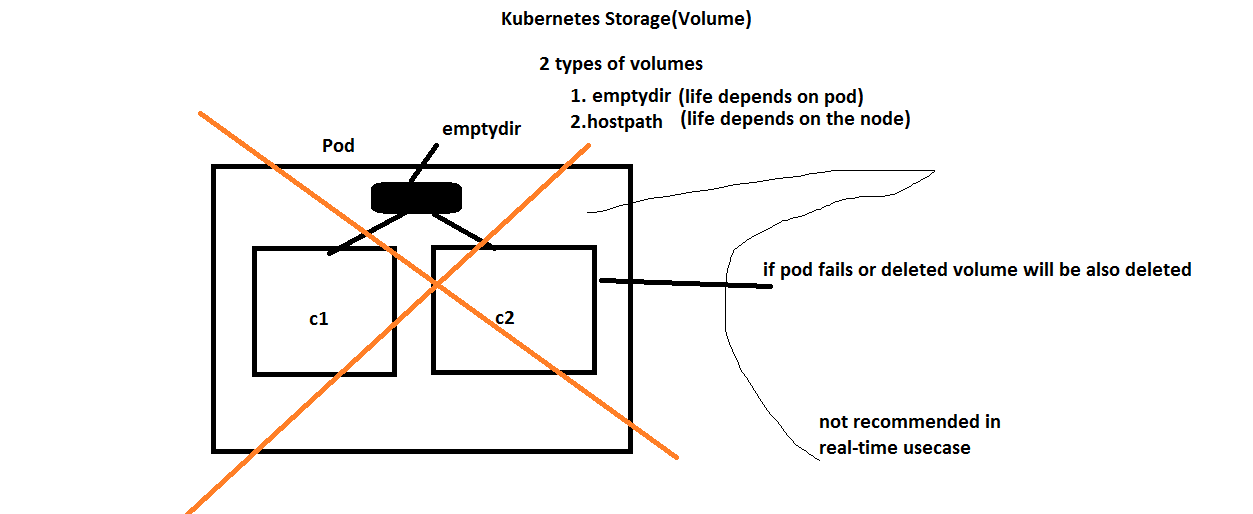 Kubernetes Storage(Volume)
2 types of volumes
1. emptydir (life depends on pod)
2.hostpath (life depends on the node)
emptydir
Pod
c1
c2
if pod fails or deleted volume will be also deleted
not recommended in
real-time usecase